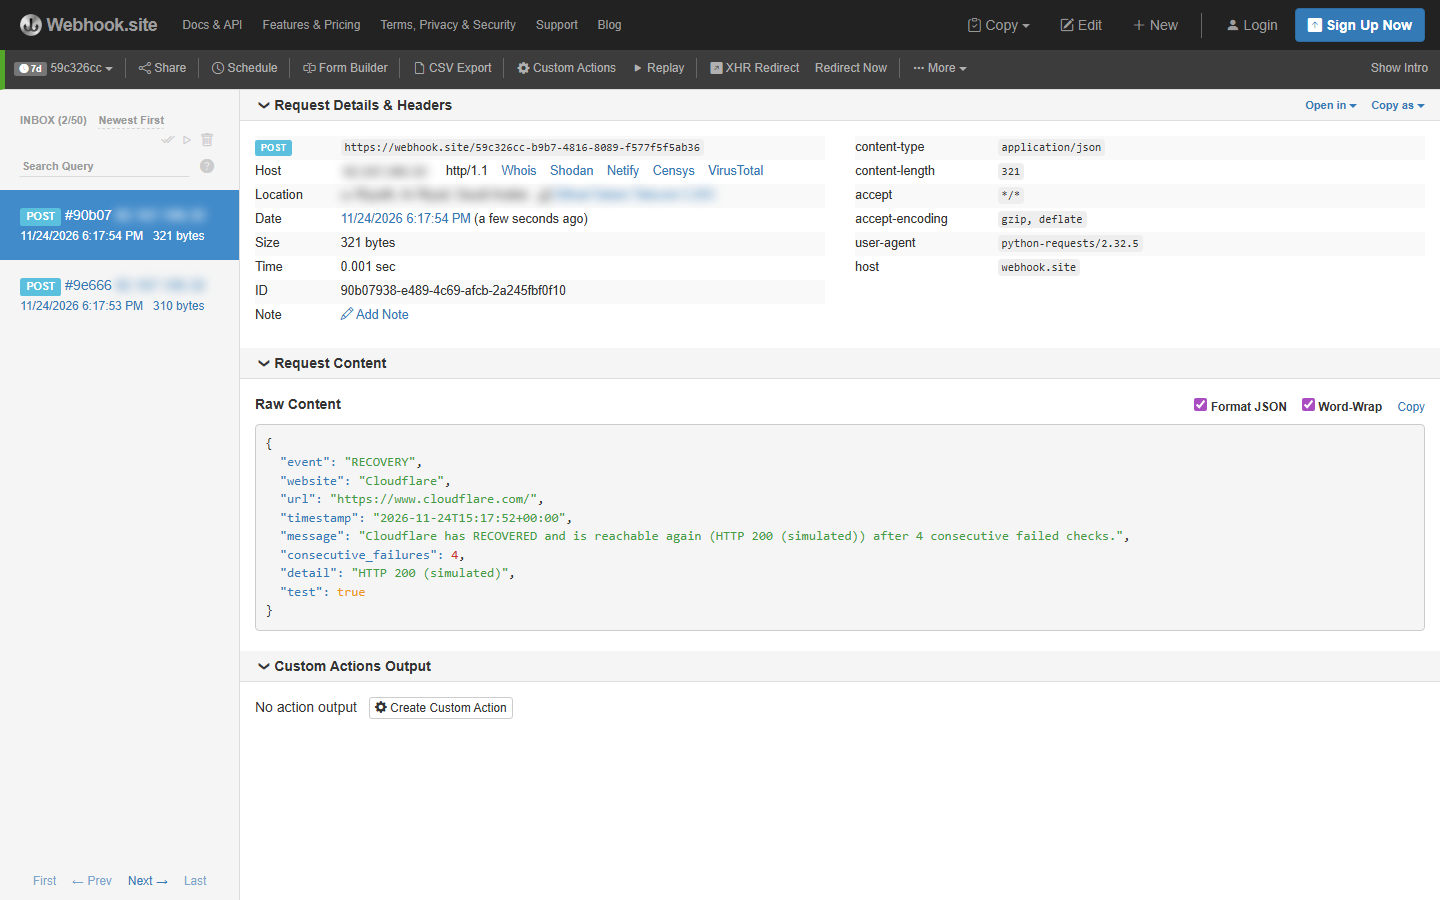 Webhook.site Docs & API Features & Pricing Terms, Privacy & Security Support Blog Copy Edit New Login Sign Up Now
7d 59c326cc Share Schedule Form Builder CSV Export Custom Actions Replay XHR Redirect Redirect Now More Show Intro
INBOX (2/50) Newest First
Search Query ?
POST #90b07
11/24/2026 6:17:54 PM 321 bytes
POST #9e666
11/24/2026 6:17:53 PM 310 bytes
First ← Prev Next → Last
Request Details & Headers Open in Copy as
POST https://webhook.site/59c326cc-b9b7-4816-8089-f577f5f5ab36
Host http/1.1 Whois Shodan Netify Censys VirusTotal
Location
Date 11/24/2026 6:17:54 PM (a few seconds ago)
Size 321 bytes
Time 0.001 sec
ID 90b07938-e489-4c69-afcb-2a245fbf0f10
Note Add Note
content-type application/json
content-length 321
accept */*
accept-encoding gzip, deflate
user-agent python-requests/2.32.5
host webhook.site
Request Content
Raw Content Format JSON Word-Wrap Copy
{
"event": "RECOVERY",
"website": "Cloudflare",
"url": "https://www.cloudflare.com/",
"timestamp": "2026-11-24T15:17:52+00:00",
"message": "Cloudflare has RECOVERED and is reachable again (HTTP 200 (simulated)) after 4 consecutive failed checks.",
"consecutive_failures": 4,
"detail": "HTTP 200 (simulated)",
"test": true
}
Custom Actions Output
No action output Create Custom Action